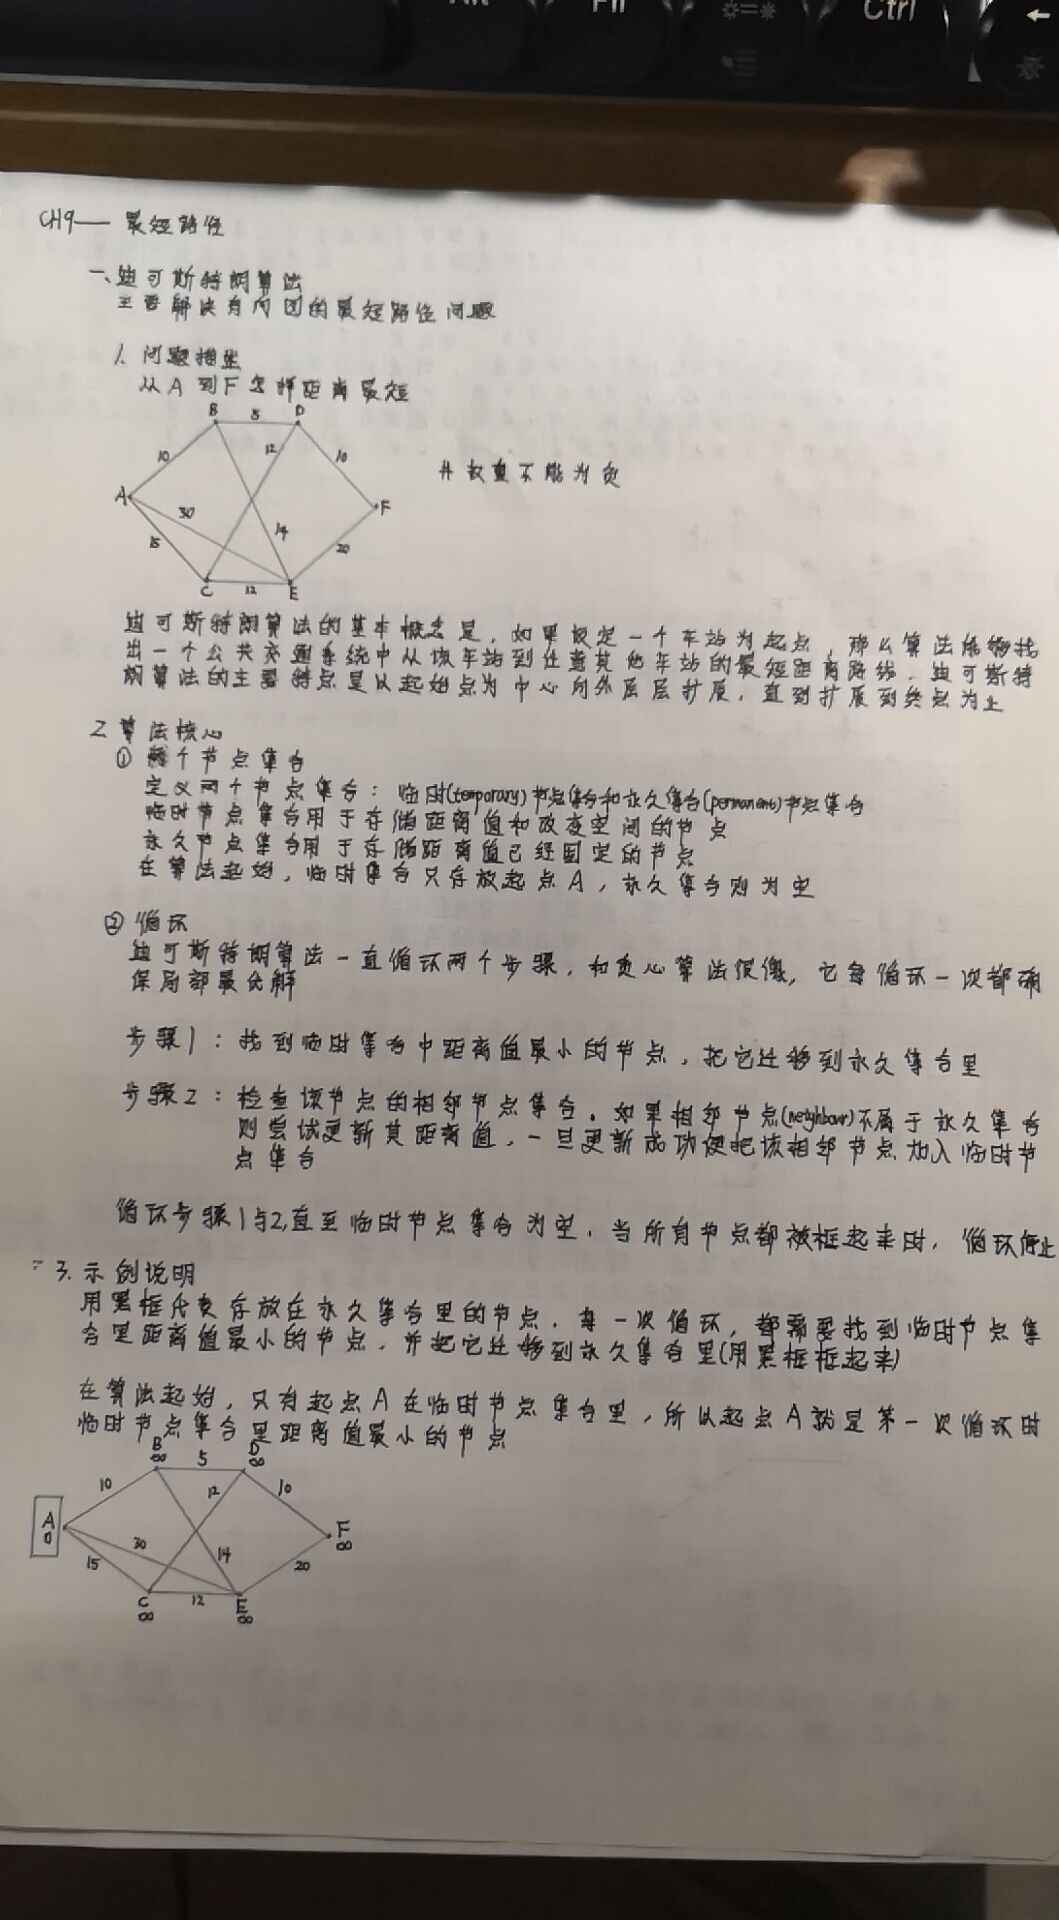 Alt Fn Ctrl
CH9—— 最短路径
一、迪可斯特朗算法
主要解决有向图的最短路径问题
1. 问题描述
从A到F怎样距离最短
B 5 D
10 12 10
A 30 F
14
15 20
C 12 E
# 权重不能为负
迪可斯特朗算法的基本概念是，如果设定一个车站为起点，那么算法能够找
出一个公共交通系统中从该车站到任意其他车站的最短距离路线，迪可斯特
朗算法的主要特点是以起始点为中心向外层层扩展，直到扩展到终点为止
2 算法核心
① 两个节点集合
定义两个节点集合：临时(temporary)节点集合和永久集合(permanent)节点集合
临时节点集合用于存储距离值和改变空间的节点
永久节点集合用于存储距离值已经固定的节点
在算法起始，临时集合只存放起点A，永久集合则为空
② 循环
迪可斯特朗算法一直循环两个步骤，和贪心算法很像，它每循环一次都确
保局部最优解
步骤1：找到临时集合中距离值最小的节点，把它迁移到永久集合里
步骤2：检查该节点的相邻节点集合。如果相邻节点(neighbour)不属于永久集合
则尝试更新其距离值，一旦更新成功便把该相邻节点加入临时节
点集合
循环步骤1与2,直至临时节点集合为空，当所有节点都被框起来时，循环停止
3. 示例说明
用黑框代表存放在永久集合里的节点，每一次循环，都需要找到临时节点集
合里距离值最小的节点，并把它迁移到永久集合里(用黑框框起来)
在算法起始，只有起点A在临时节点集合里，所以起点A就是第一次循环时
临时节点集合里距离值最小的节点
B ∞ 5 D ∞
10 12 10
A 0 30 F ∞
14
15 20
C ∞ 12 E ∞